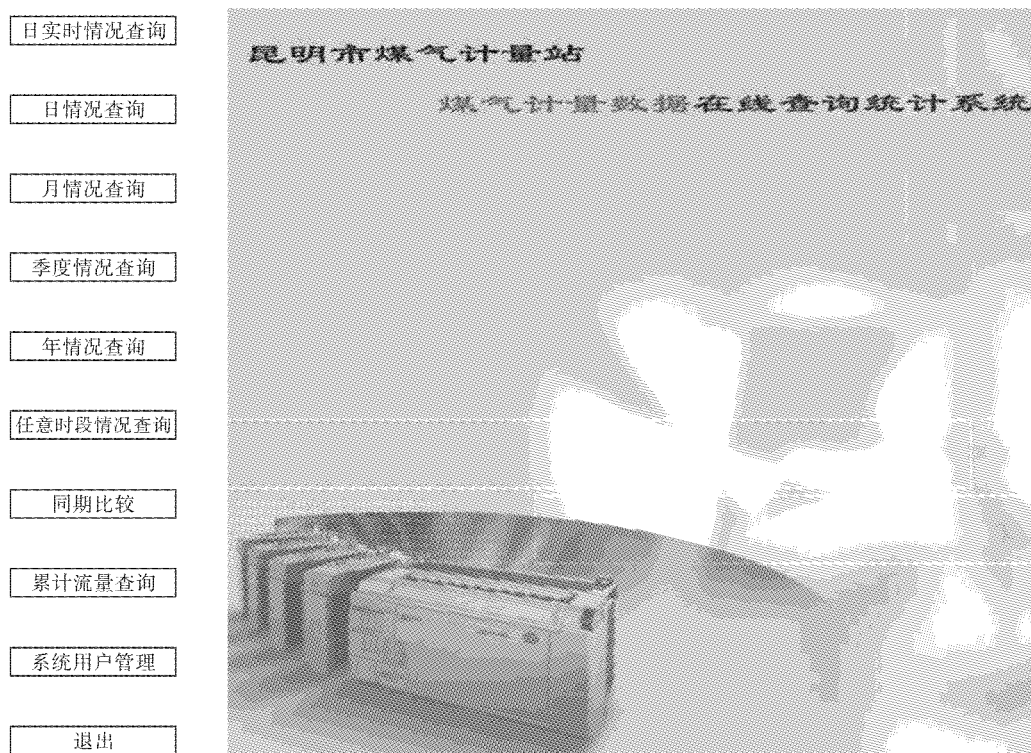 日实时情况查询
日情况查询
月情况查询
季度情况查询
年情况查询
任意时段情况查询
同期比较
累计流量查询
系统用户管理
退出
昆明市煤气计量站
煤气计量数据在线查询统计系统